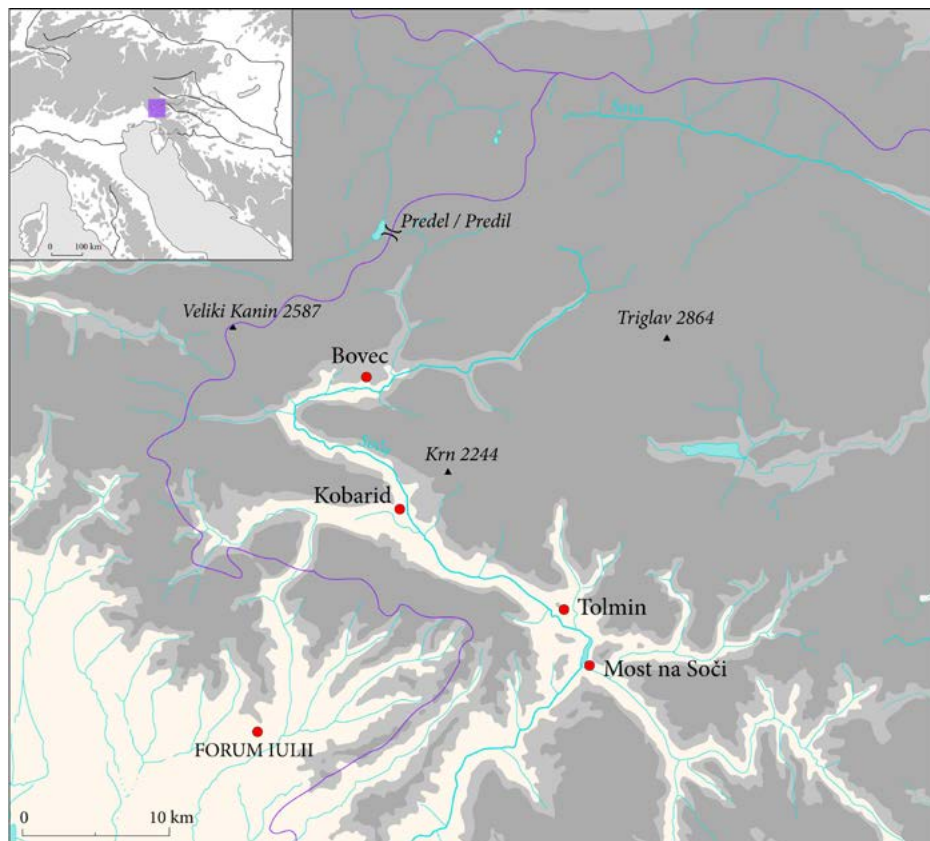 0 100 km
Predel / Predil
Veliki Kanin 2587
Triglav 2864
Bovec
Krn 2244
Kobarid
Tolmin
Most na Soči
FORUM IULII
0 10 km